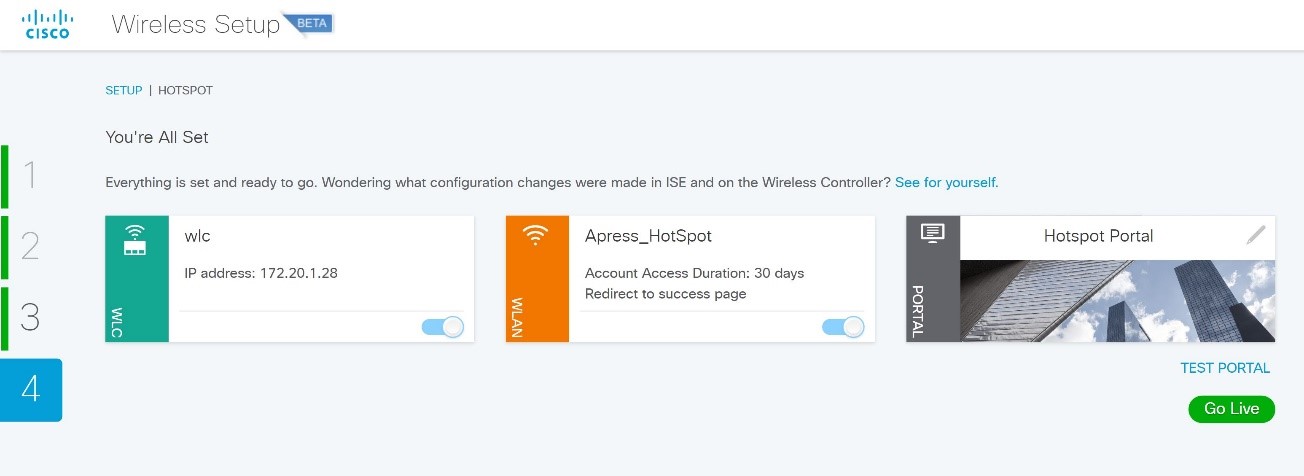 CISCO
Wireless Setup BETA
SETUP | HOTSPOT
You're All Set
1
2
3
4
Everything is set and ready to go. Wondering what configuration changes were made in ISE and on the Wireless Controller? See for yourself.
WLC
wlc
IP address: 172.20.1.28
WLAN
Apress_HotSpot
Account Access Duration: 30 days
Redirect to success page
PORTAL
Hotspot Portal
TEST PORTAL
Go Live